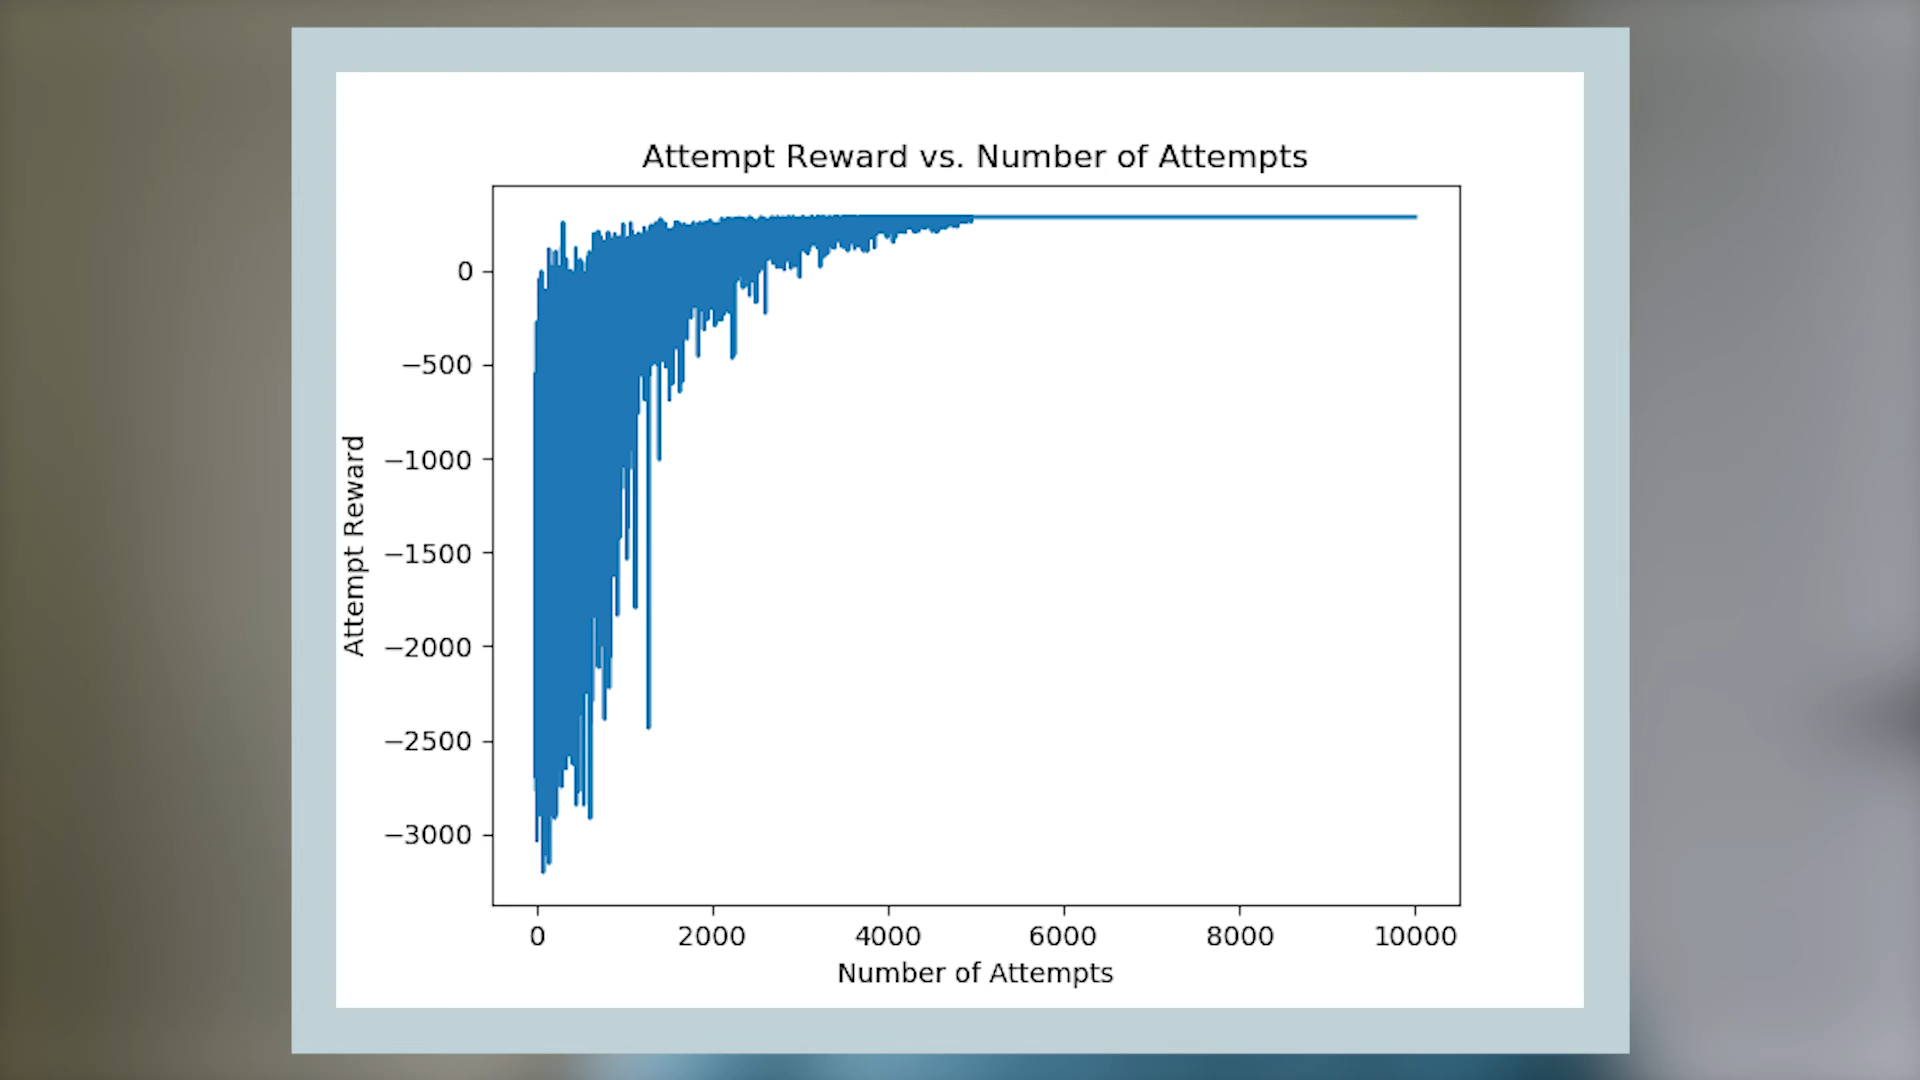 Attempt Reward vs. Number of Attempts
0
−500
−1000
−1500
−2000
−2500
−3000
Attempt Reward
0 2000 4000 6000 8000 10000
Number of Attempts